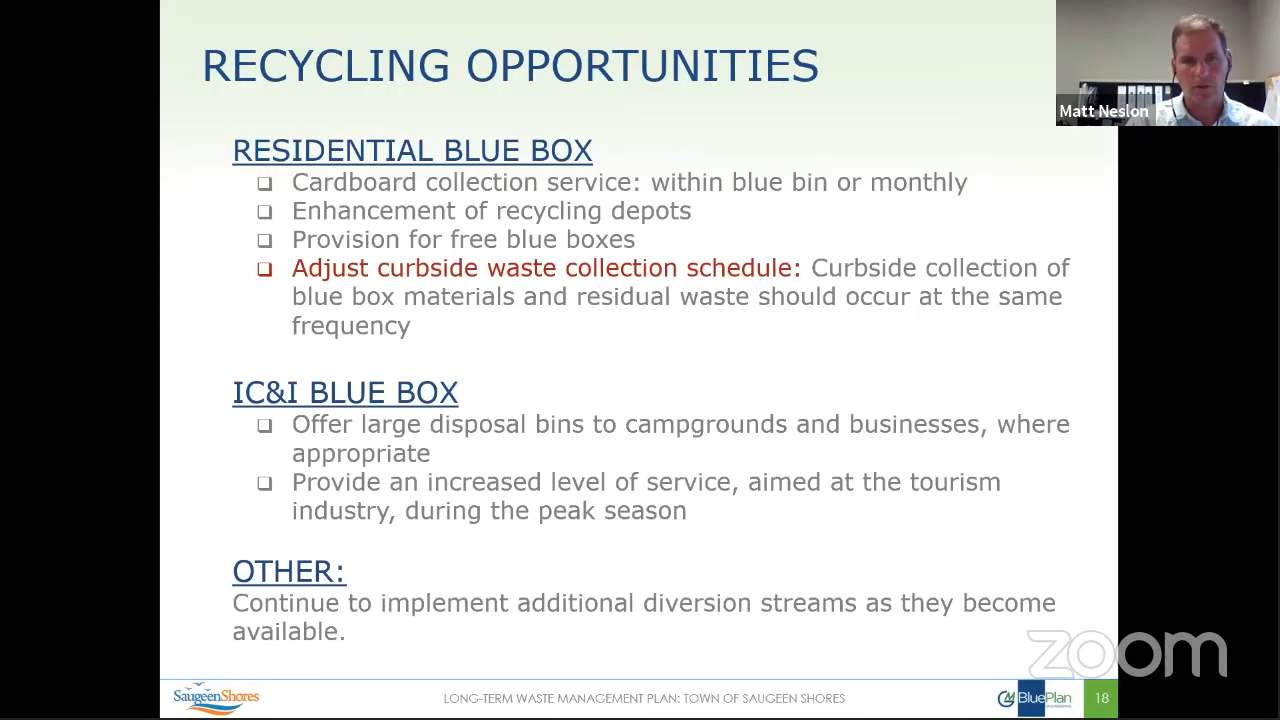 RECYCLING OPPORTUNITIES
Matt Neslon
RESIDENTIAL BLUE BOX
❑ Cardboard collection service: within blue bin or monthly
❑ Enhancement of recycling depots
❑ Provision for free blue boxes
❑ Adjust curbside waste collection schedule: Curbside collection of
blue box materials and residual waste should occur at the same
frequency
IC&I BLUE BOX
❑ Offer large disposal bins to campgrounds and businesses, where
appropriate
❑ Provide an increased level of service, aimed at the tourism
industry, during the peak season
OTHER:
Continue to implement additional diversion streams as they become
available.
zoom
SaugeenShores
LONG-TERM WASTE MANAGEMENT PLAN: TOWN OF SAUGEEN SHORES
GM BluePlan
ENGINEERING
18